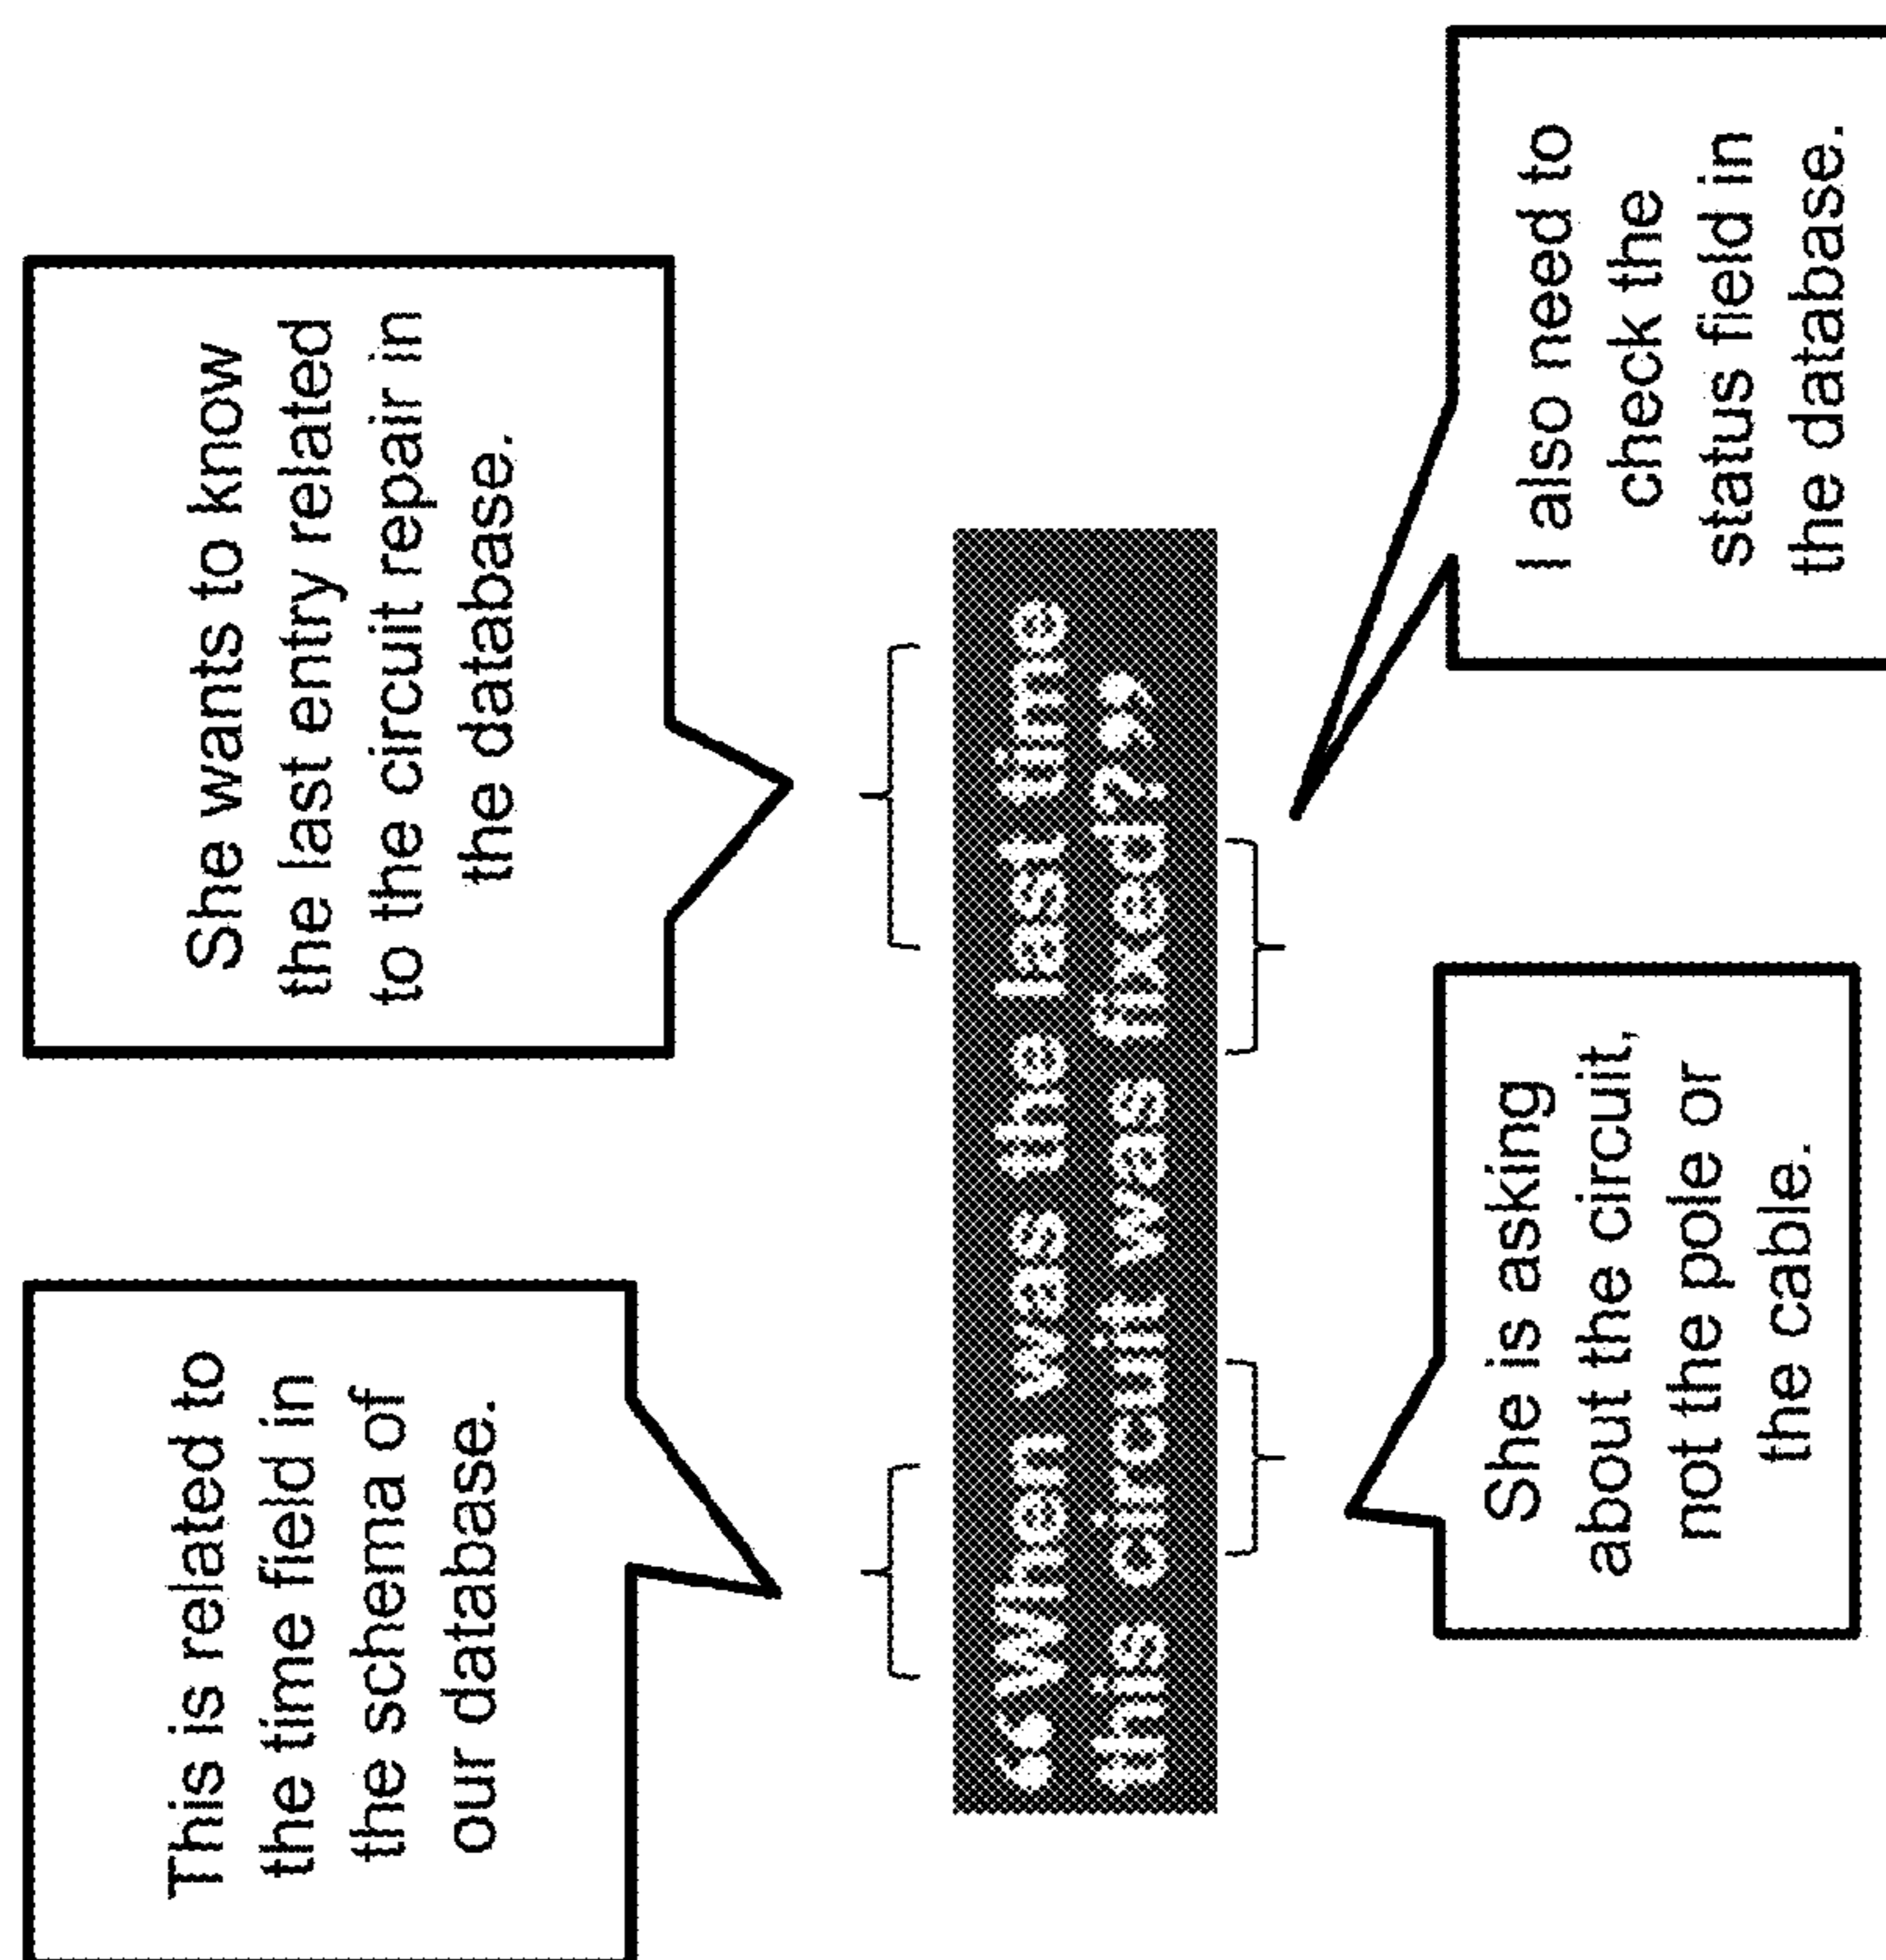 This is related to
the time field in
the schema of
our database.
She wants to know
the last entry related
to the circuit repair in
the database.
“When was the last time
this circuit was fixed?”
She is asking
about the circuit,
not the pole or
the cable.
I also need to
check the
status field in
the database.